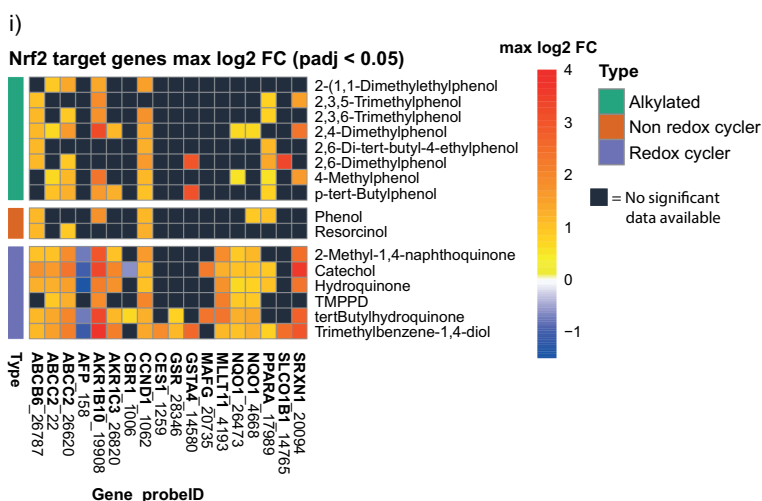 i)
Nrf2 target genes max log2 FC (padj < 0.05)
2-(1,1-Dimethylethylphenol
2,3,5-Trimethylphenol
2,3,6-Trimethylphenol
2,4-Dimethylphenol
2,6-Di-tert-butyl-4-ethylphenol
2,6-Dimethylphenol
4-Methylphenol
p-tert-Butylphenol
Phenol
Resorcinol
2-Methyl-1,4-naphthoquinone
Catechol
Hydroquinone
TMPPD
tertButylhydroquinone
Trimethylbenzene-1,4-diol
Type
ABCB6_26787
ABCC2_22
ABCC2_26620
AFP_158
AKR1B10_19908
AKR1C3_26820
CBR1_1006
CCND1_1062
CES1_1259
GSR_28346
GSTA4_14580
MAFG_20735
MLLT11_4193
NQO1_26473
NQO1_4668
PPARA_17989
SLCO1B1_14765
SRXN1_20094
Gene_probeID
max log2 FC
4
3
2
1
0
−1
Type
Alkylated
Non redox cycler
Redox cycler
= No significant
data available